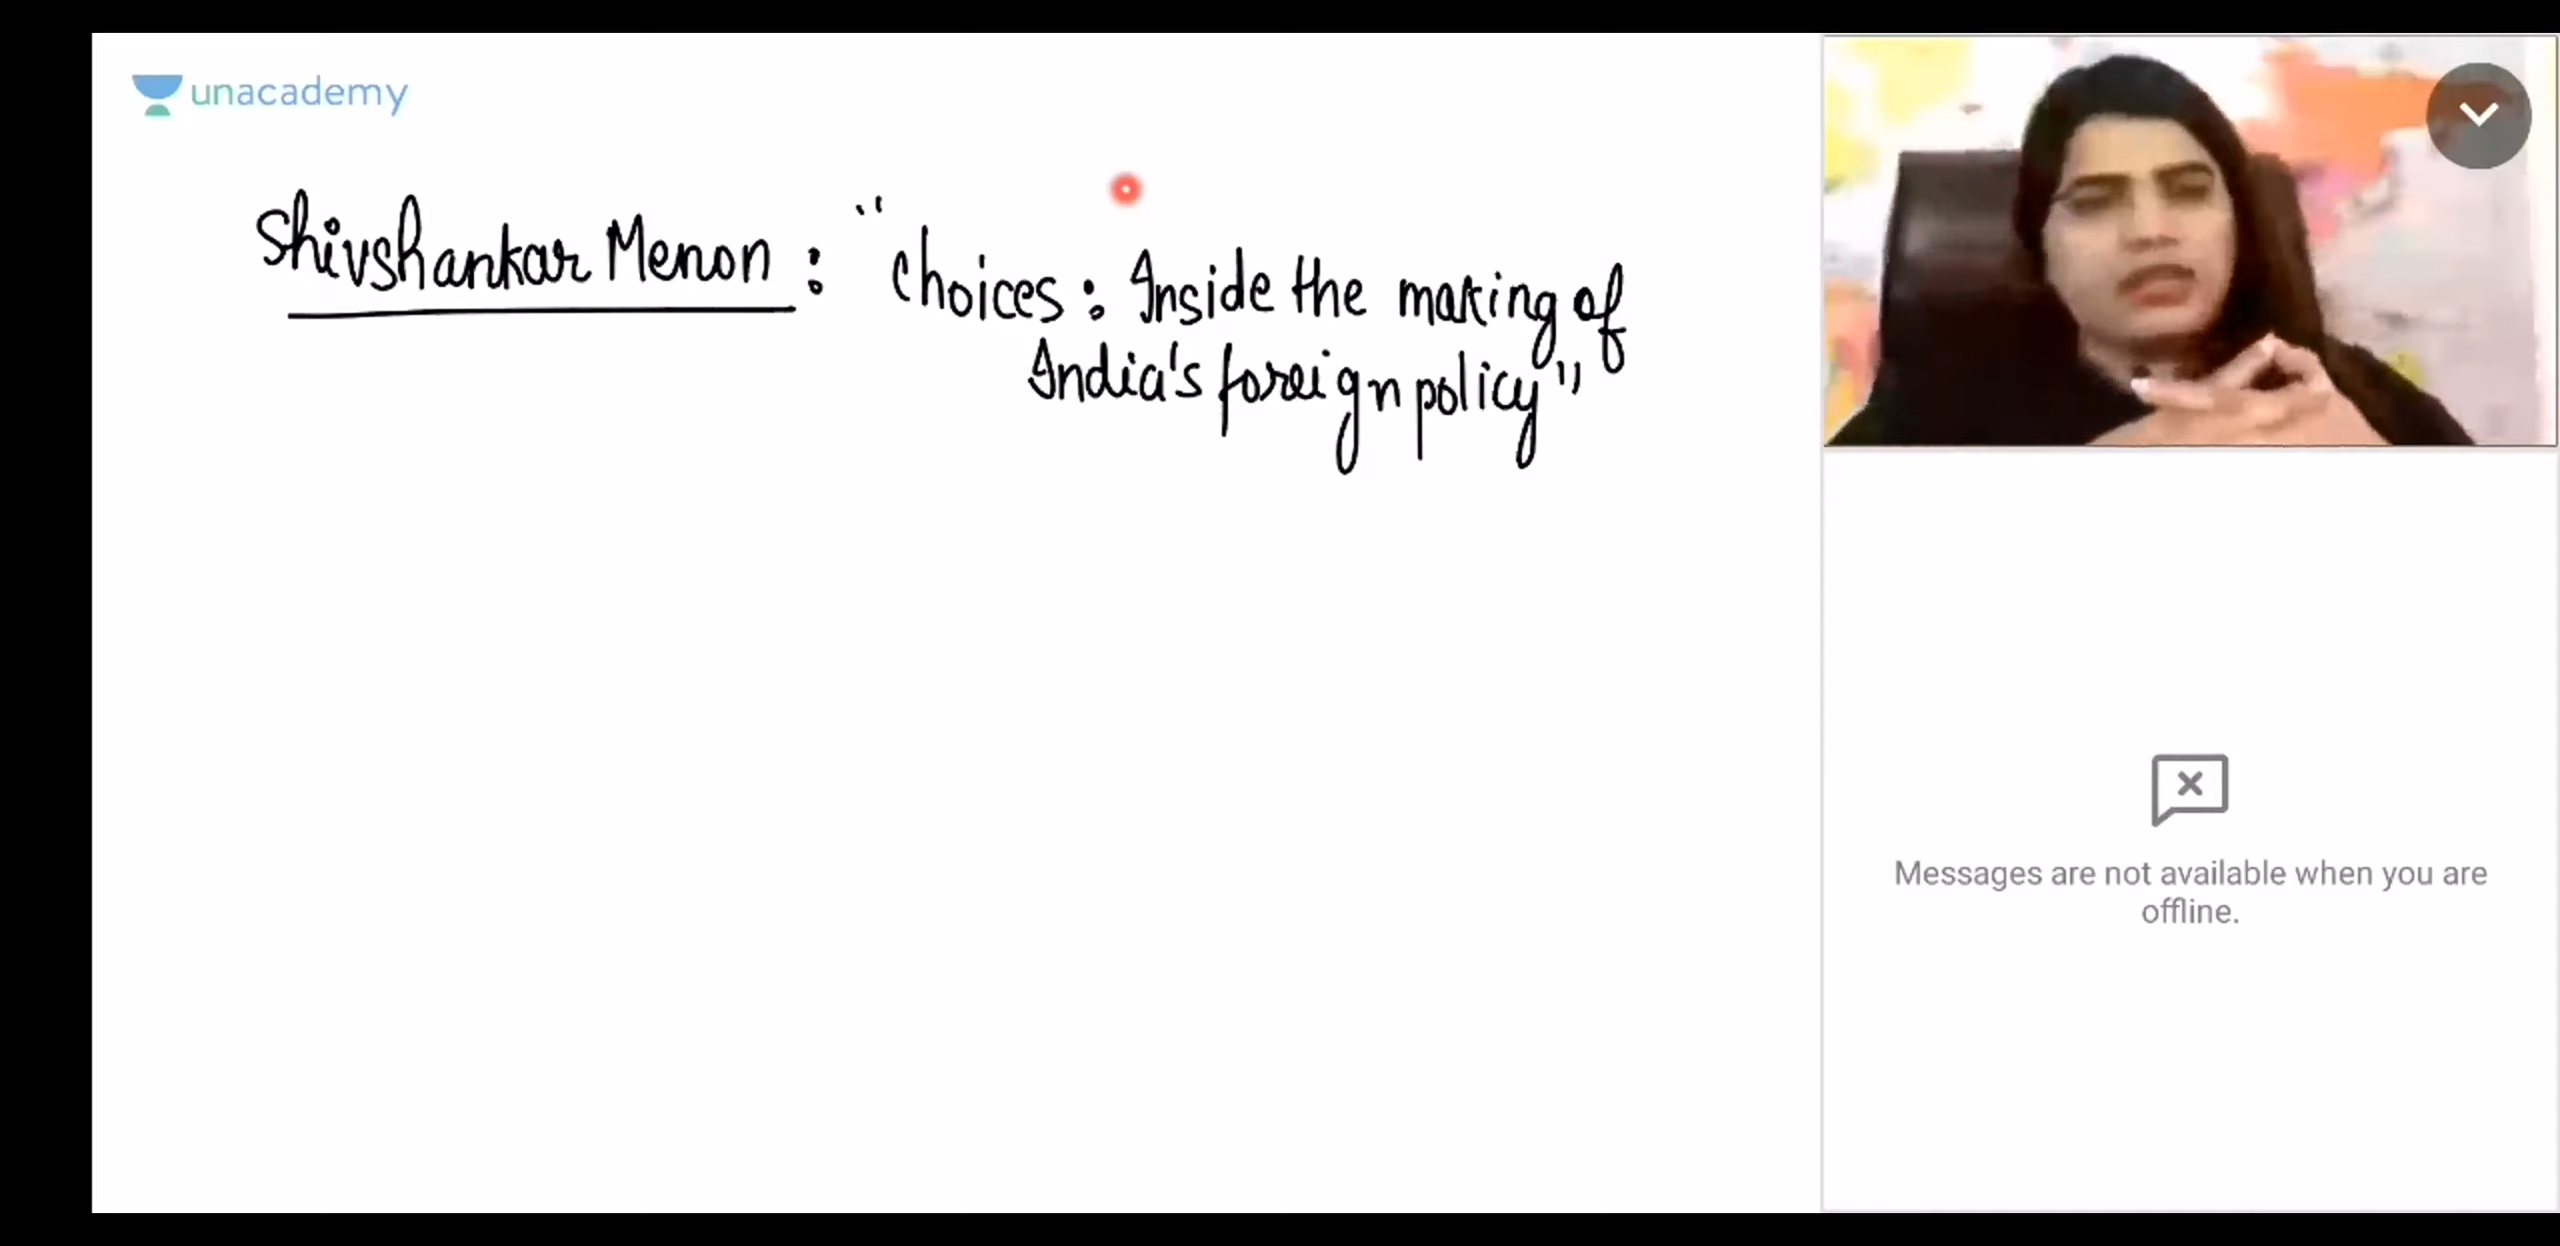 unacademy
Shivshankar Menon : "choices : Inside the making of
India's foreign policy"
Messages are not available when you are
offline.